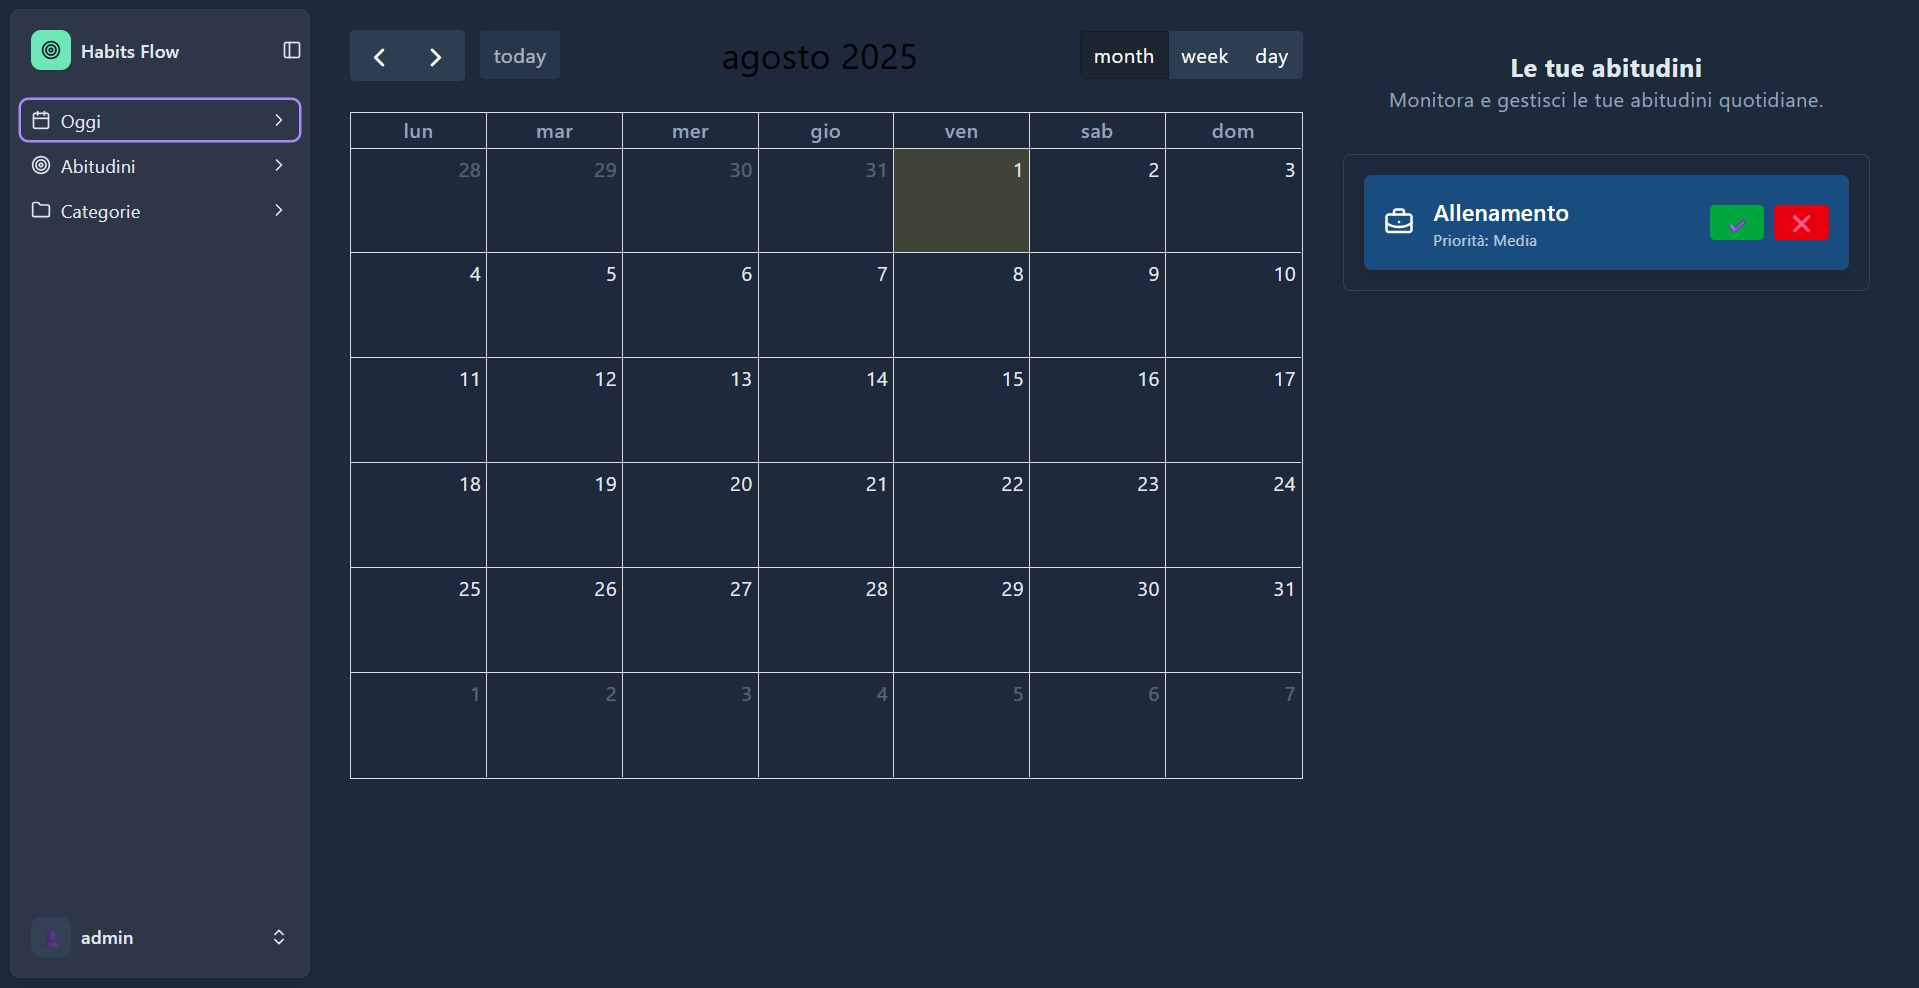 Habits Flow
Oggi
Abitudini
Categorie
admin
today
agosto 2025
month week day
lun mar mer gio ven sab dom
28 29 30 31 1 2 3
4 5 6 7 8 9 10
11 12 13 14 15 16 17
18 19 20 21 22 23 24
25 26 27 28 29 30 31
1 2 3 4 5 6 7
Le tue abitudini
Monitora e gestisci le tue abitudini quotidiane.
Allenamento
Priorità: Media